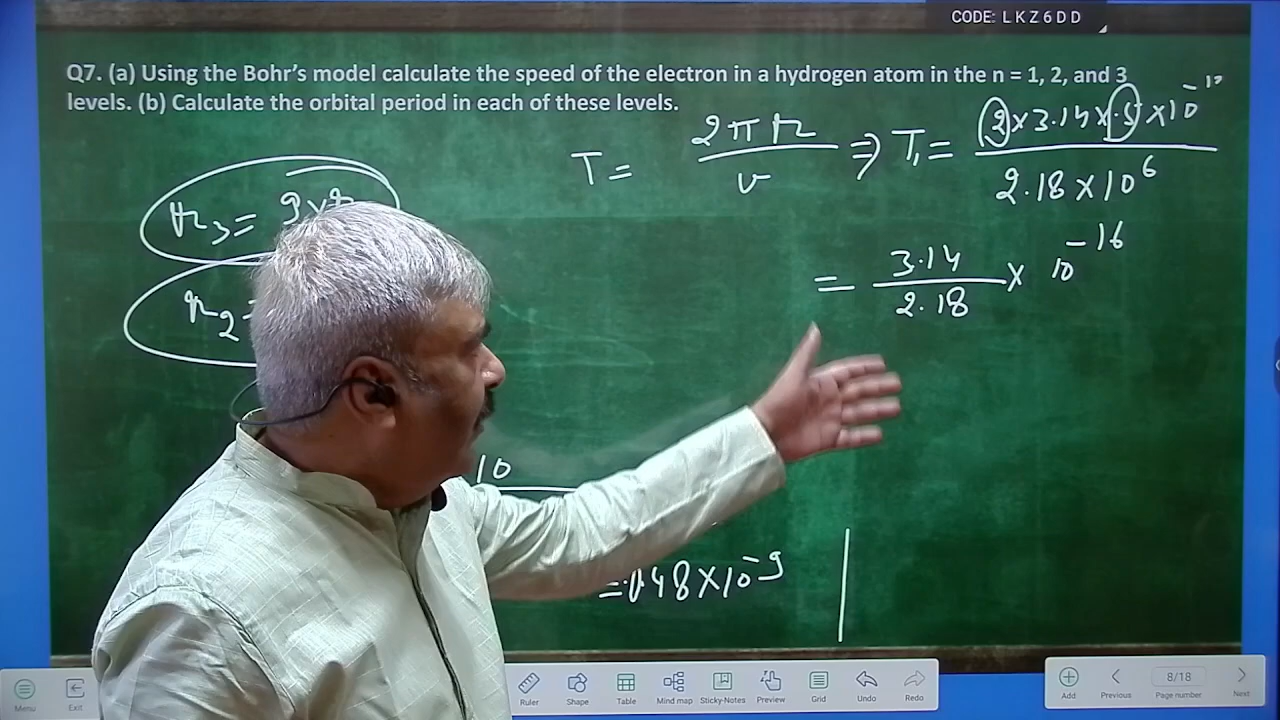 CODE: L K Z 6 D D
Q7. (a) Using the Bohr's model calculate the speed of the electron in a hydrogen atom in the n = 1, 2, and 3
levels. (b) Calculate the orbital period in each of these levels.
T = 2πr / v ⇒ T₁ = 2×3.14×.5×10⁻¹⁰ / 2.18×10⁶
= 3.14 / 2.18 × 10⁻¹⁶
r₃ = 9×r
r₂ =
10
48×10⁻⁹
Menu
Exit
Ruler
Shape
Table
Mind map
Sticky-Notes
Preview
Grid
Undo
Redo
Add
Previous
8/18
Page number
Next